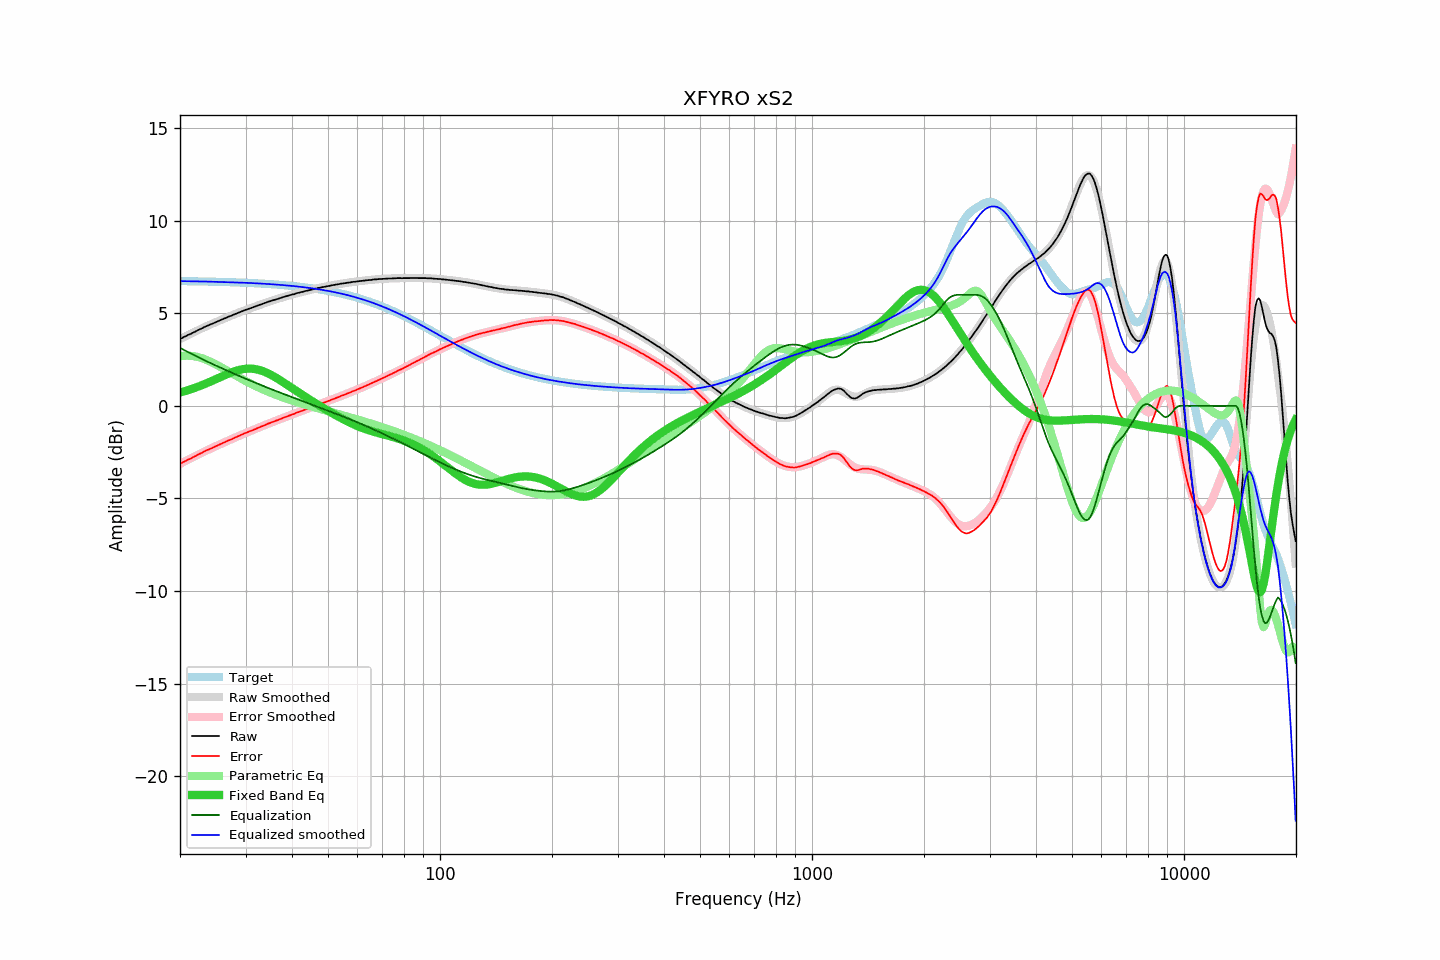 XFYRO xS2
15
10
5
0
−5
−10
−15
−20
Amplitude (dBr)
Target
Raw Smoothed
Error Smoothed
Raw
Error
Parametric Eq
Fixed Band Eq
Equalization
Equalized smoothed
100
1000
10000
Frequency (Hz)